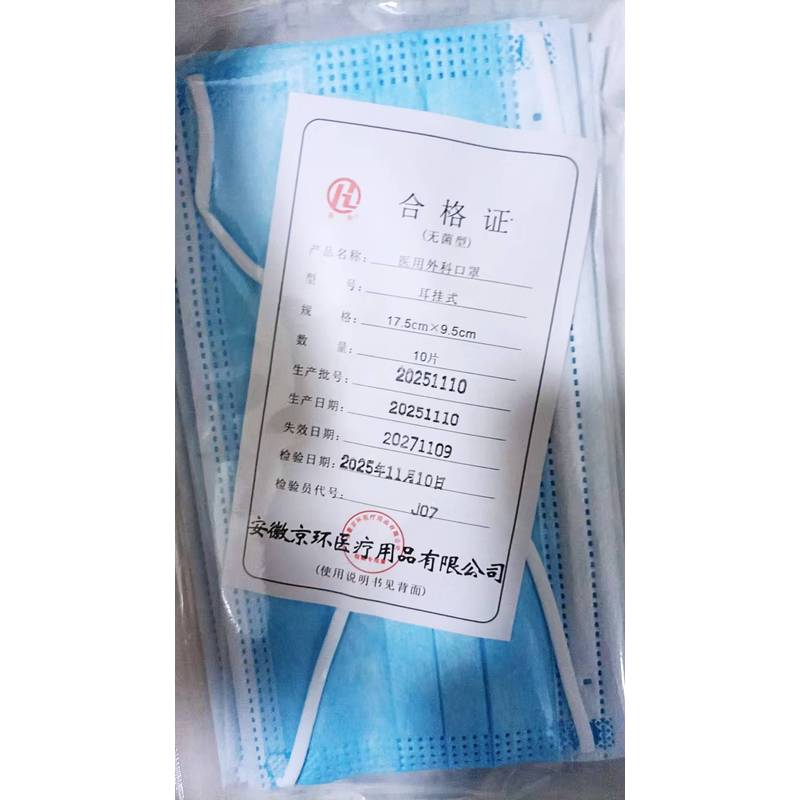 合格证
(无菌型)
产品名称: 医用外科口罩
型号: 耳挂式
规格: 17.5cm×9.5cm
数量: 10片
生产批号: 20251110
生产日期: 20251110
失效日期: 20271109
检验日期: 2025年11月10日
检验员代号: J07
安徽京环医疗用品有限公司
(使用说明书见背面)